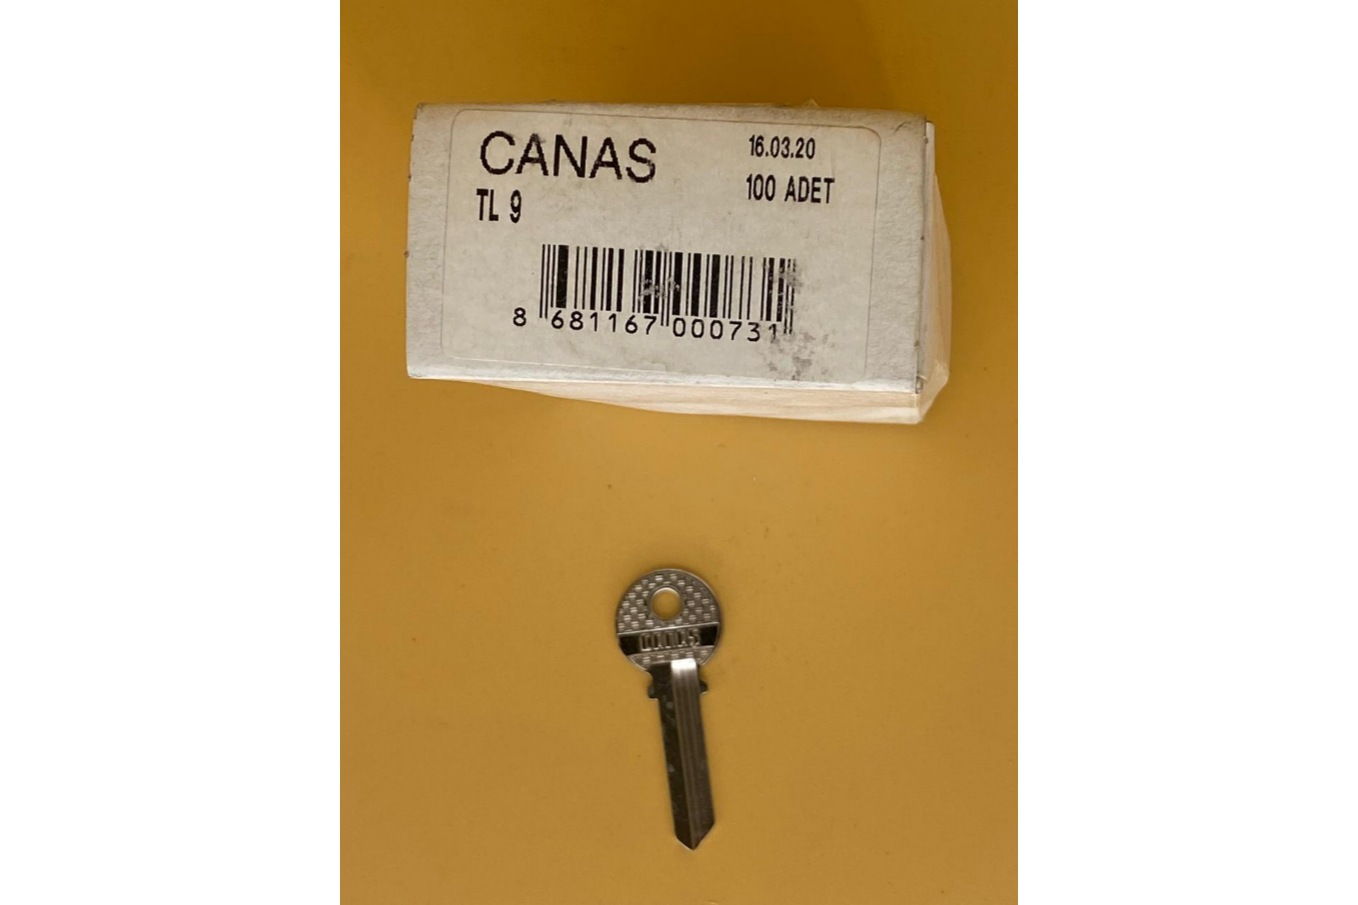 CANAS
16.03.20
TL 9
100 ADET
8 681167 000731